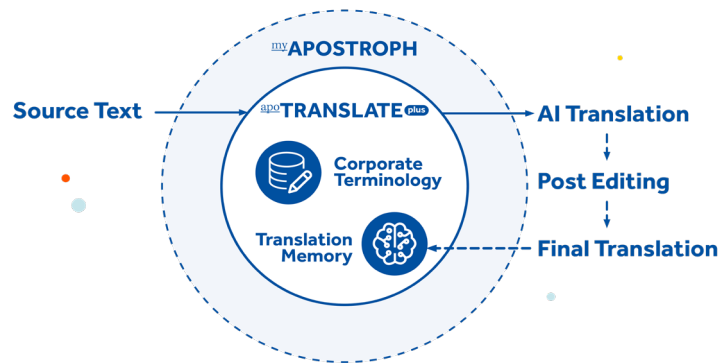 myAPOSTROPH
Source Text
apoTRANSLATE plus
AI Translation
Corporate
Terminology
Post Editing
Translation
Memory
Final Translation